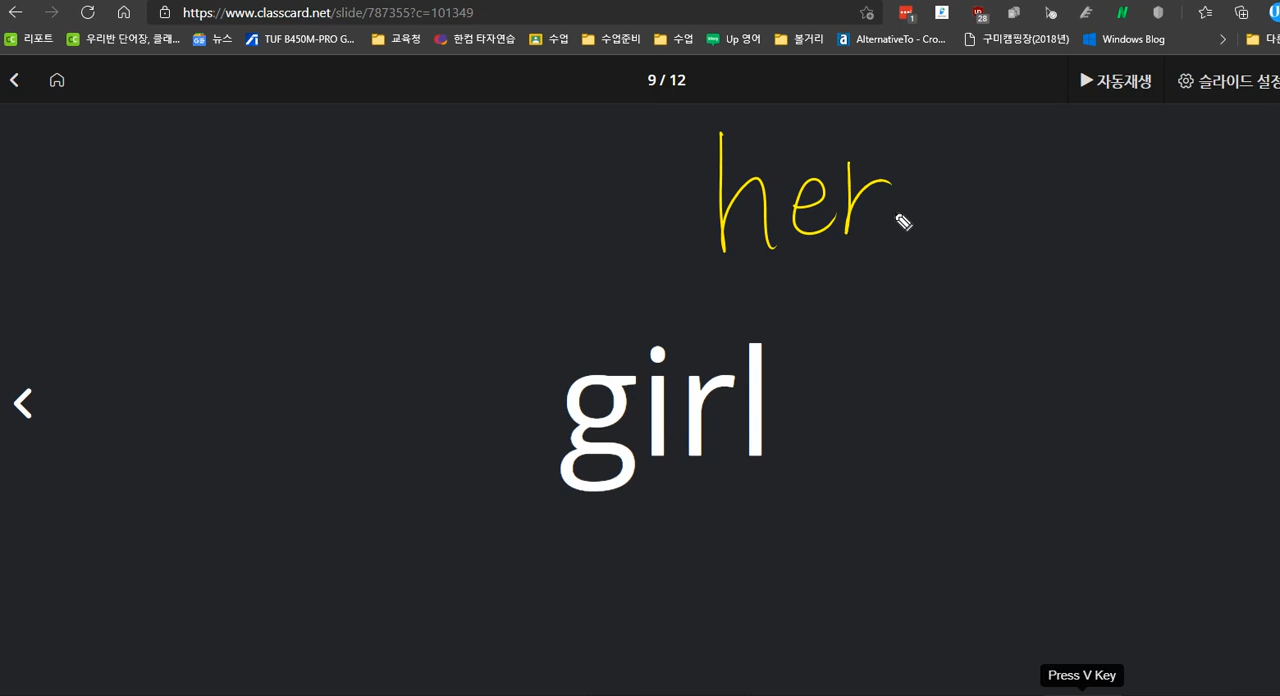 https://www.classcard.net/slide/787355?c=101349
1
28
리포트 우리반 단어장, 클래... 뉴스 TUF B450M-PRO G... 교육청 한컴 타자연습 수업 수업준비 수업 Up 영어 볼거리 AlternativeTo - Cro... 구미캠핑장(2018년) Windows Blog
9 / 12
자동재생
슬라이드 설정
her
girl
Press V Key